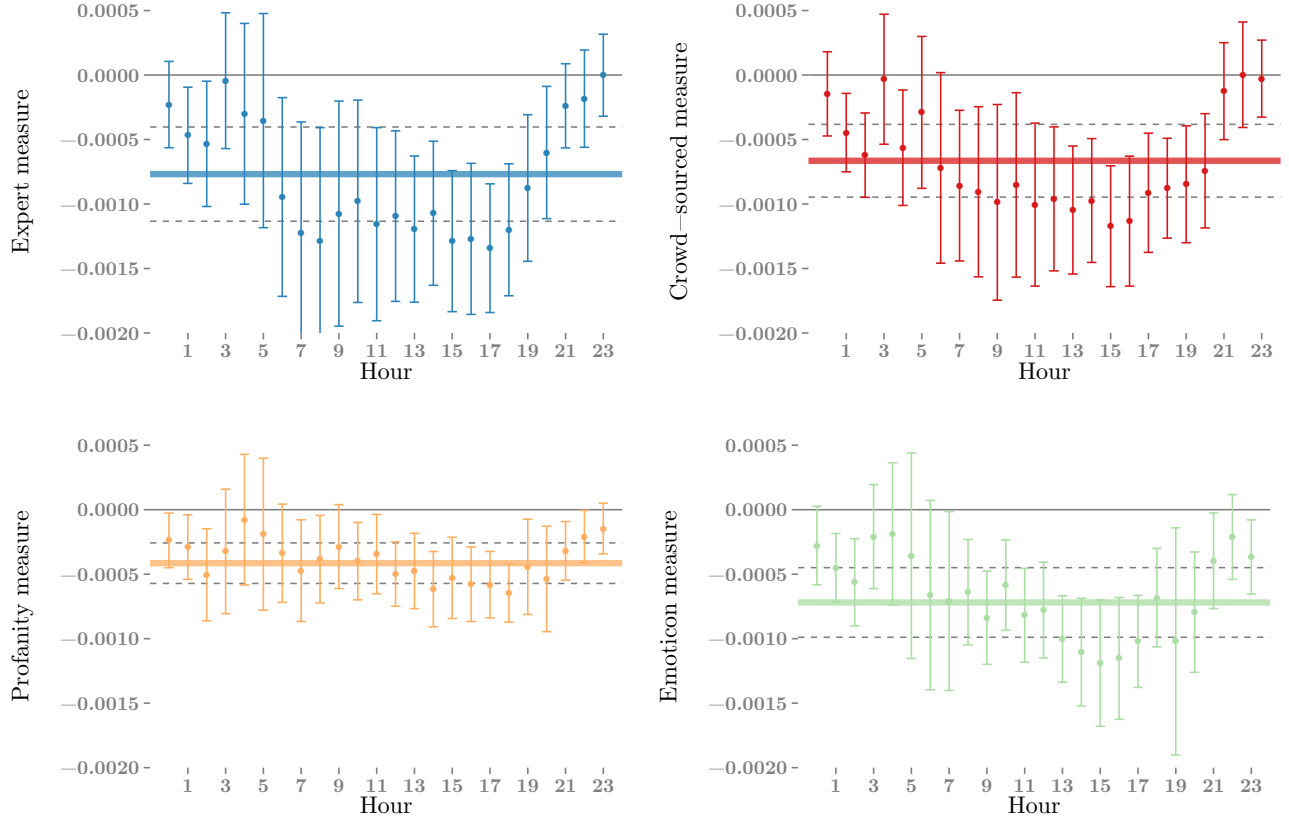 Expert measure
0.0005
0.0000
−0.0005
−0.0010
−0.0015
−0.0020
1 3 5 7 9 11 13 15 17 19 21 23
Hour
Crowd−sourced measure
0.0005
0.0000
−0.0005
−0.0010
−0.0015
−0.0020
1 3 5 7 9 11 13 15 17 19 21 23
Hour
Profanity measure
0.0005
0.0000
−0.0005
−0.0010
−0.0015
−0.0020
1 3 5 7 9 11 13 15 17 19 21 23
Hour
Emoticon measure
0.0005
0.0000
−0.0005
−0.0010
−0.0015
−0.0020
1 3 5 7 9 11 13 15 17 19 21 23
Hour